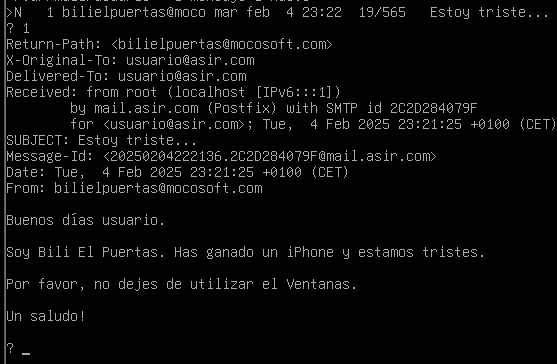 >N   1 bilielpuertas@moco mar feb  4 23:22  19/565   Estoy triste...
? 1
Return-Path: <bilielpuertas@mocosoft.com>
X-Original-To: usuario@asir.com
Delivered-To: usuario@asir.com
Received: from root (localhost [IPv6:::1])
        by mail.asir.com (Postfix) with SMTP id 2C2D284079F
        for <usuario@asir.com>; Tue,  4 Feb 2025 23:21:25 +0100 (CET)
SUBJECT: Estoy triste...
Message-Id: <20250204222136.2C2D284079F@mail.asir.com>
Date: Tue,  4 Feb 2025 23:21:25 +0100 (CET)
From: bilielpuertas@mocosoft.com
Buenos días usuario.
Soy Bili El Puertas. Has ganado un iPhone y estamos tristes.
Por favor, no dejes de utilizar el Ventanas.
Un saludo!
? _